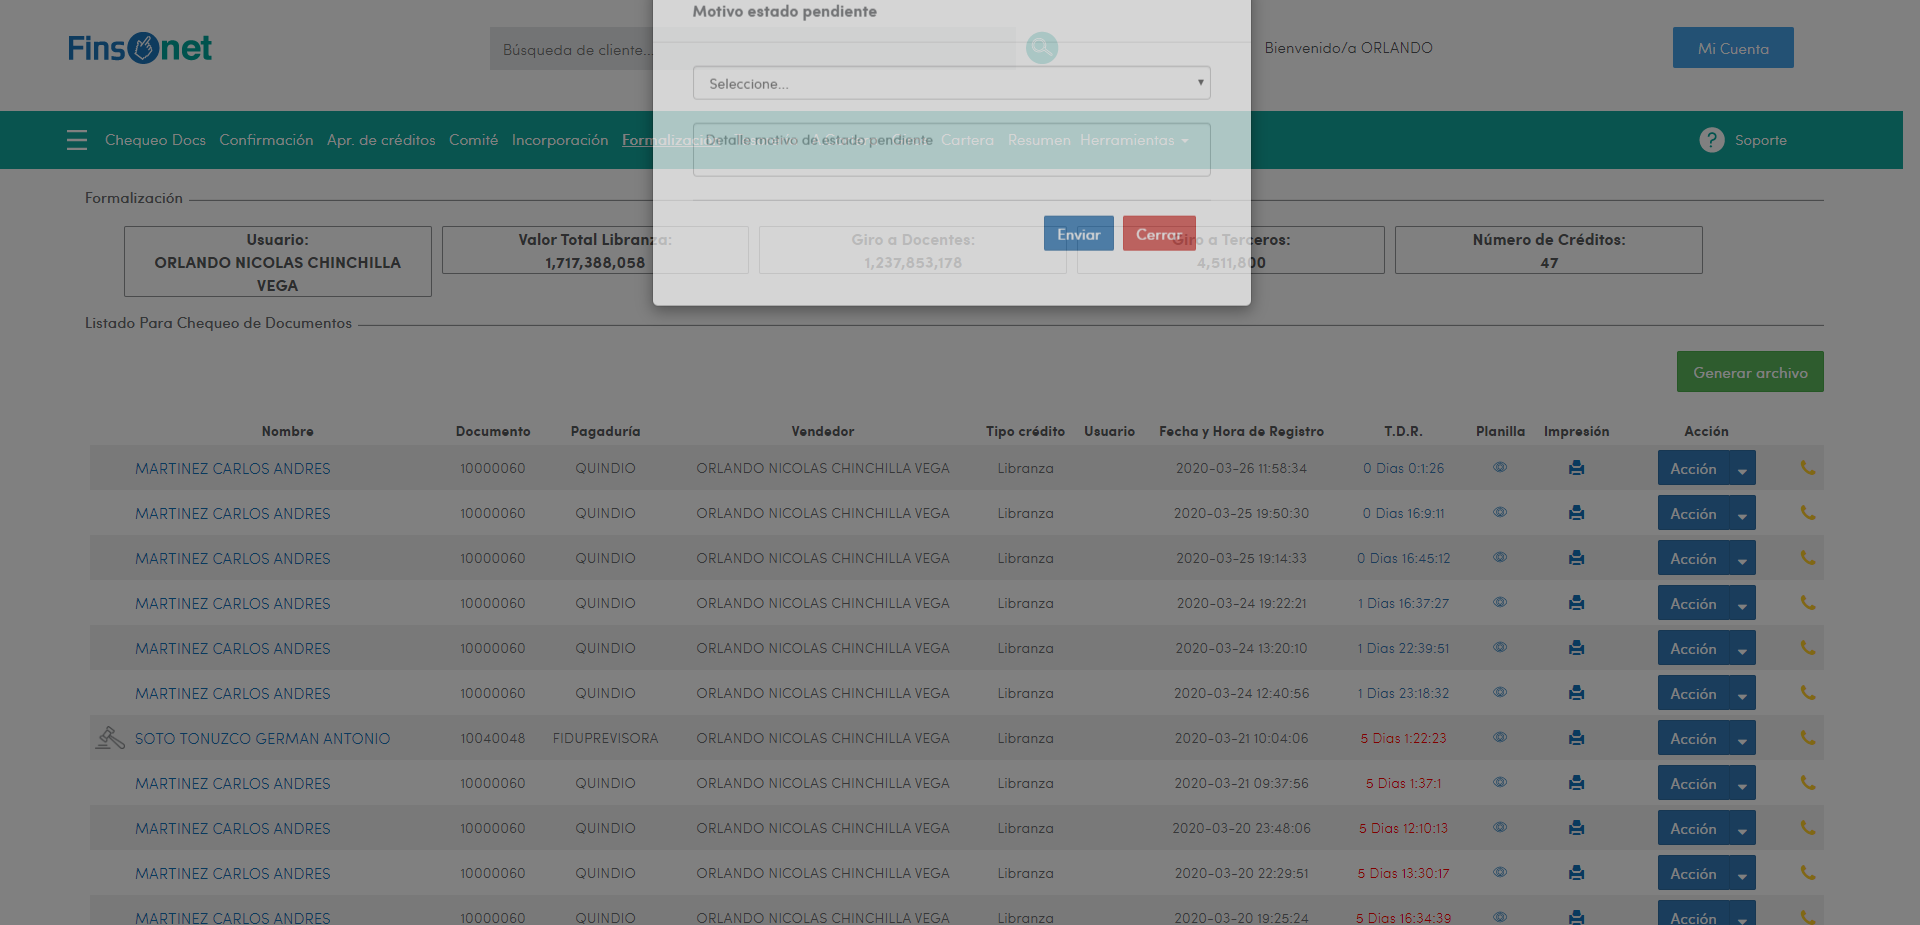 Motivo estado pendiente
Finsonet
Búsqueda de cliente...
Bienvenido/a ORLANDO
Mi Cuenta
Seleccione...
Chequeo Docs Confirmación Apr. de créditos Comité Incorporación Formalización Cartera Resumen Herramientas
? Soporte
Detalle motivo de estado pendiente
Enviar Cerrar
Formalización
Usuario:
ORLANDO NICOLAS CHINCHILLA
VEGA
Valor Total Libranza:
1,717,388,058
Giro a Docentes:
1,237,853,178
Giro a Terceros:
4,511,800
Número de Créditos:
47
Listado Para Chequeo de Documentos
Generar archivo
Nombre Documento Pagaduría Vendedor Tipo crédito Usuario Fecha y Hora de Registro T.D.R. Planilla Impresión Acción
MARTINEZ CARLOS ANDRES 10000060 QUINDIO ORLANDO NICOLAS CHINCHILLA VEGA Libranza 2020-03-26 11:58:34 0 Dias 0:1:26 Acción
MARTINEZ CARLOS ANDRES 10000060 QUINDIO ORLANDO NICOLAS CHINCHILLA VEGA Libranza 2020-03-25 19:50:30 0 Dias 16:9:11 Acción
MARTINEZ CARLOS ANDRES 10000060 QUINDIO ORLANDO NICOLAS CHINCHILLA VEGA Libranza 2020-03-25 19:14:33 0 Dias 16:45:12 Acción
MARTINEZ CARLOS ANDRES 10000060 QUINDIO ORLANDO NICOLAS CHINCHILLA VEGA Libranza 2020-03-24 19:22:21 1 Dias 16:37:27 Acción
MARTINEZ CARLOS ANDRES 10000060 QUINDIO ORLANDO NICOLAS CHINCHILLA VEGA Libranza 2020-03-24 13:20:10 1 Dias 22:39:51 Acción
MARTINEZ CARLOS ANDRES 10000060 QUINDIO ORLANDO NICOLAS CHINCHILLA VEGA Libranza 2020-03-24 12:40:56 1 Dias 23:18:32 Acción
SOTO TONUZCO GERMAN ANTONIO 10040048 FIDUPREVISORA ORLANDO NICOLAS CHINCHILLA VEGA Libranza 2020-03-21 10:04:06 5 Dias 1:22:23 Acción
MARTINEZ CARLOS ANDRES 10000060 QUINDIO ORLANDO NICOLAS CHINCHILLA VEGA Libranza 2020-03-21 09:37:56 5 Dias 1:37:1 Acción
MARTINEZ CARLOS ANDRES 10000060 QUINDIO ORLANDO NICOLAS CHINCHILLA VEGA Libranza 2020-03-20 23:48:06 5 Dias 12:10:13 Acción
MARTINEZ CARLOS ANDRES 10000060 QUINDIO ORLANDO NICOLAS CHINCHILLA VEGA Libranza 2020-03-20 22:29:51 5 Dias 13:30:17 Acción
MARTINEZ CARLOS ANDRES 10000060 QUINDIO ORLANDO NICOLAS CHINCHILLA VEGA Libranza 2020-03-20 19:25:24 5 Dias 16:34:39 Acción